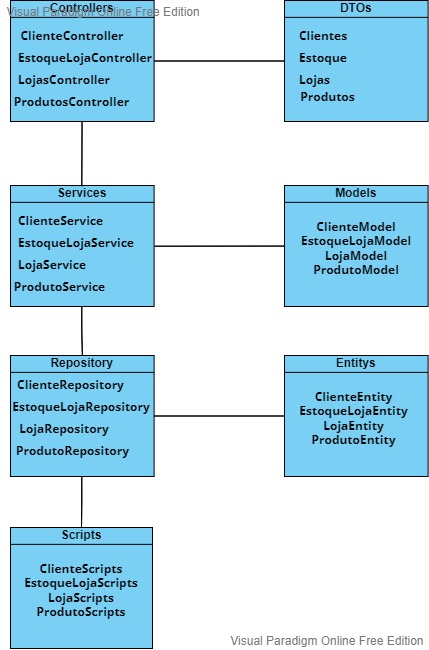 Controllers
Visual Paradigm Online Free Edition
ClienteController
EstoqueLojaController
LojasController
ProdutosController
DTOs
Clientes
Estoque
Lojas
Produtos
Services
ClienteService
EstoqueLojaService
LojaService
ProdutoService
Models
ClienteModel
EstoqueLojaModel
LojaModel
ProdutoModel
Repository
ClienteRepository
EstoqueLojaRepository
LojaRepository
ProdutoRepository
Entitys
ClienteEntity
EstoqueLojaEntity
LojaEntity
ProdutoEntity
Scripts
ClienteScripts
EstoqueLojaScripts
LojaScripts
ProdutoScripts
Visual Paradigm Online Free Edition